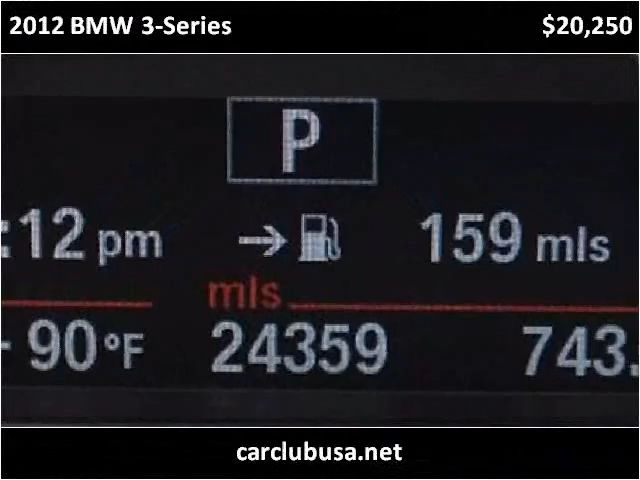 2012 BMW 3-Series $20,250
P
:12 pm 159 mls
mls
90°F 24359 743.
carclubusa.net